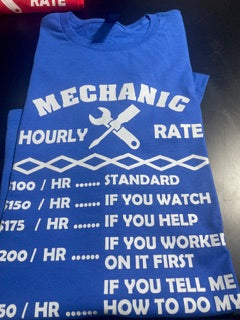 RATE
MECHANIC
HOURLY RATE
$100 / HR ...... STANDARD
$150 / HR ...... IF YOU WATCH
$175 / HR ...... IF YOU HELP
200 / HR ...... IF YOU WORKED
ON IT FIRST
IF YOU TELL ME
50 / HR ...... HOW TO DO MY